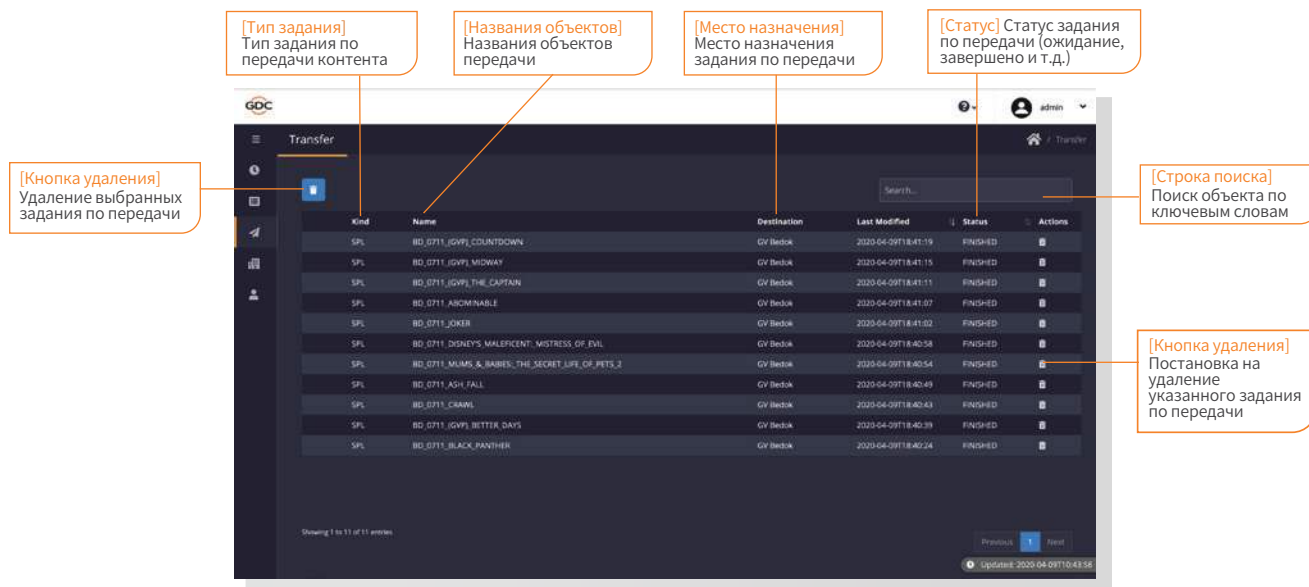 [Тип задания]
Тип задания по
передачи контента
[Названия объектов]
Названия объектов
передачи
[Место назначения]
Место назначения
задания по передачи
[Статус] Статус задания
по передачи (ожидание,
завершено и т.д.)
GDC
admin
Transfer
/ Transfer
[Кнопка удаления]
Удаление выбранных
задания по передачи
Search...
[Строка поиска]
Поиск объекта по
ключевым словам
Kind Name Destination Last Modified Status Actions
SPL BD_0711_(GVP)_COUNTDOWN GV Bedok 2020-04-09T18:41:19 FINISHED
SPL BD_0711_(GVP)_MIDWAY GV Bedok 2020-04-09T18:41:15 FINISHED
SPL BD_0711_(GVP)_THE_CAPTAIN GV Bedok 2020-04-09T18:41:11 FINISHED
SPL BD_0711_ABOMINABLE GV Bedok 2020-04-09T18:41:07 FINISHED
SPL BD_0711_JOKER GV Bedok 2020-04-09T18:41:02 FINISHED
SPL BD_0711_DISNEY'S_MALEFICENT:_MISTRESS_OF_EVIL GV Bedok 2020-04-09T18:40:58 FINISHED
SPL BD_0711_MUMS_&_BABIES:_THE_SECRET_LIFE_OF_PETS_2 GV Bedok 2020-04-09T18:40:54 FINISHED
SPL BD_0711_ASH_FALL GV Bedok 2020-04-09T18:40:49 FINISHED
SPL BD_0711_CRAWL GV Bedok 2020-04-09T18:40:43 FINISHED
SPL BD_0711_(GVP)_BETTER_DAYS GV Bedok 2020-04-09T18:40:39 FINISHED
SPL BD_0711_BLACK_PANTHER GV Bedok 2020-04-09T18:40:24 FINISHED
[Кнопка удаления]
Постановка на
удаление
указанного задания
по передачи
Showing 1 to 11 of 11 entries
Previous 1 Next
Updated: 2020-04-09T10:43:58